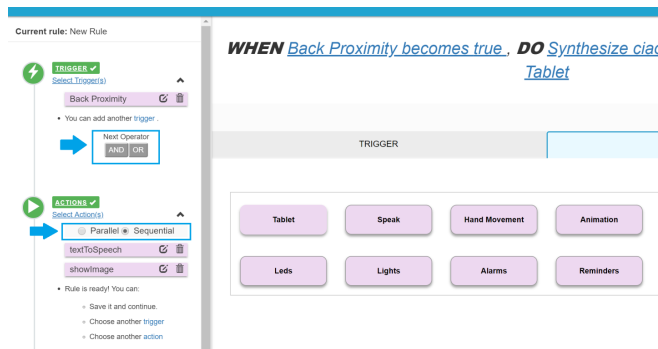 Current rule: New Rule
TRIGGER ✔
Select Trigger(s)
Back Proximity
You can add another trigger .
Next Operator
AND OR
ACTIONS ✔
Select Action(s)
Parallel Sequential
textToSpeech
showImage
Rule is ready! You can:
Save it and continue.
Choose another trigger
Choose another action
WHEN Back Proximity becomes true , DO Synthesize ciao
Tablet
TRIGGER
Tablet Speak Hand Movement Animation
Leds Lights Alarms Reminders